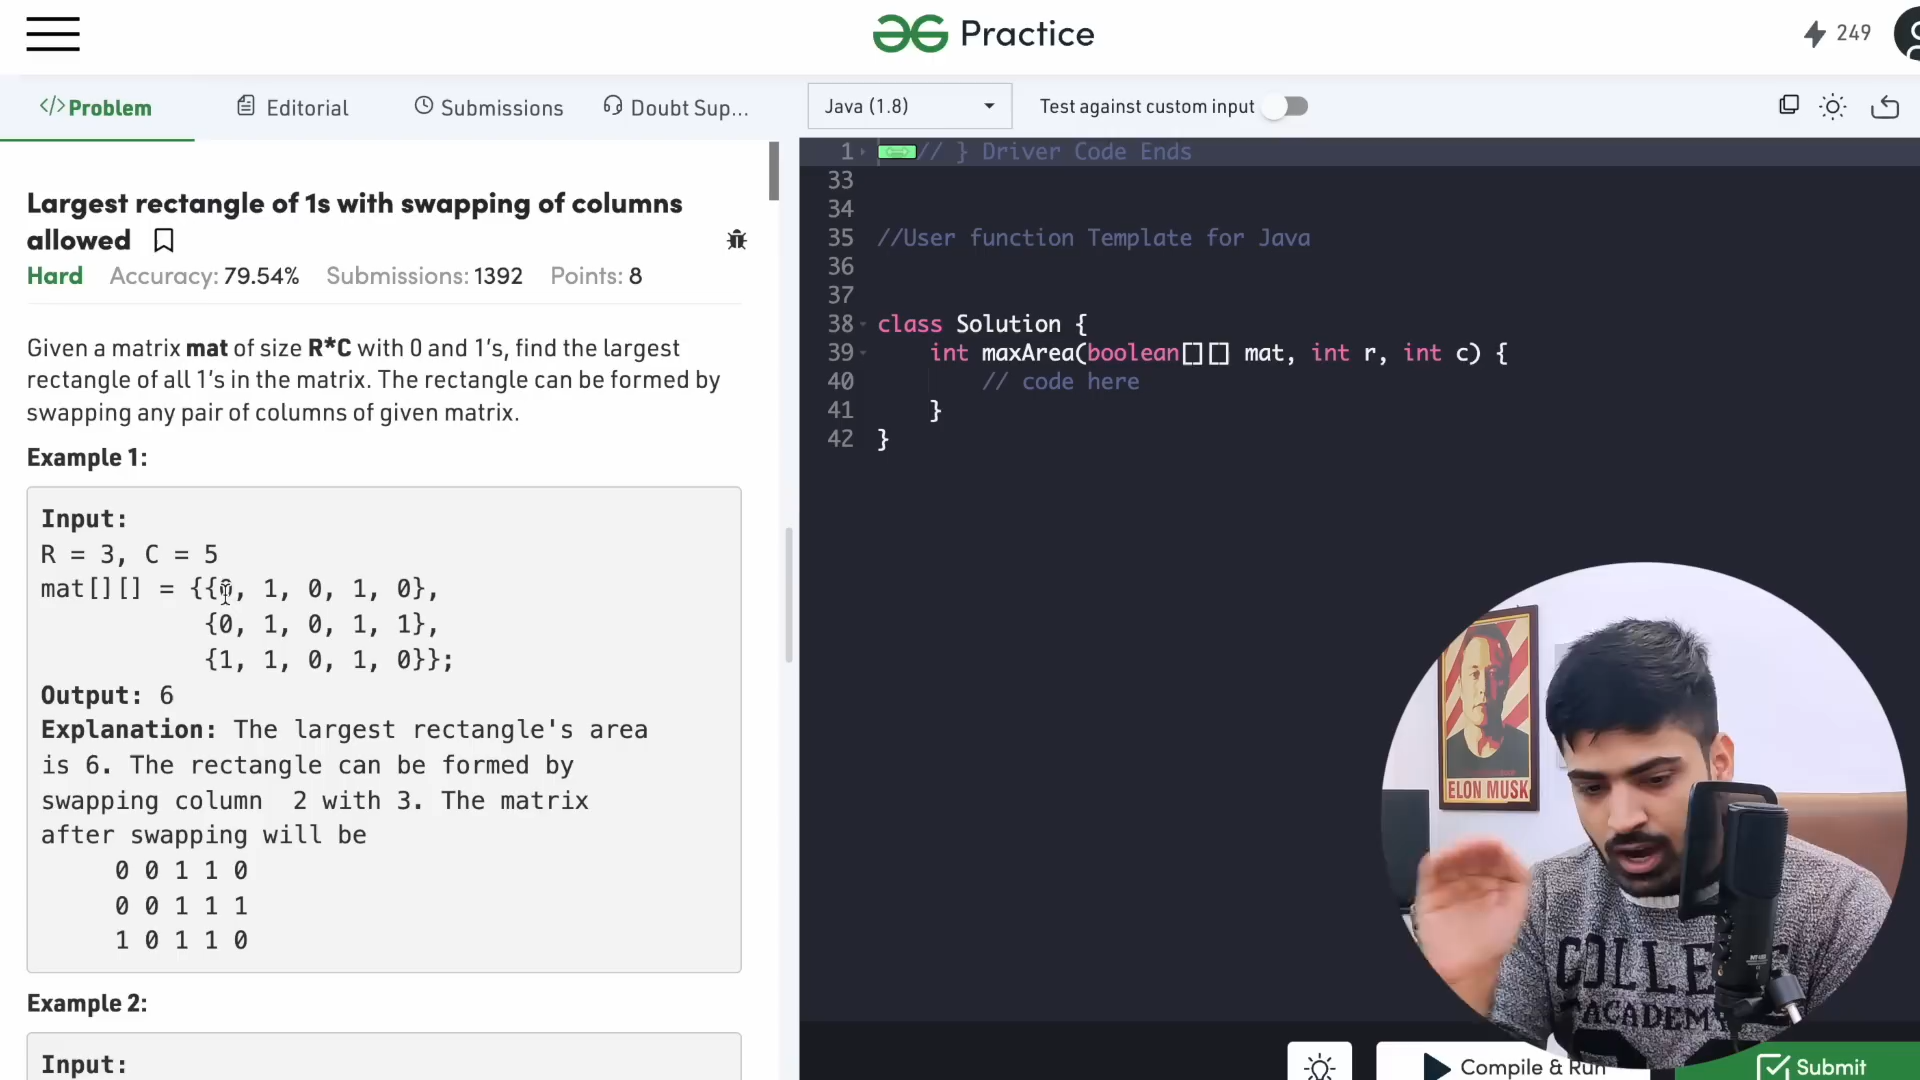 Practice
249
</>Problem
Editorial
Submissions
Doubt Sup...
Java (1.8)
Test against custom input
Largest rectangle of 1s with swapping of columns
allowed
Hard Accuracy: 79.54% Submissions: 1392 Points: 8
Given a matrix mat of size R*C with 0 and 1's, find the largest
rectangle of all 1's in the matrix. The rectangle can be formed by
swapping any pair of columns of given matrix.
Example 1:
Input:
R = 3, C = 5
mat[][] = {{0, 1, 0, 1, 0},
{0, 1, 0, 1, 1},
{1, 1, 0, 1, 0}};
Output: 6
Explanation: The largest rectangle's area
is 6. The rectangle can be formed by
swapping column 2 with 3. The matrix
after swapping will be
0 0 1 1 0
0 0 1 1 1
1 0 1 1 0
Example 2:
Input:
1 // } Driver Code Ends
33
34
35 //User function Template for Java
36
37
38 class Solution {
39 int maxArea(boolean[][] mat, int r, int c) {
40 // code here
41 }
42 }
ELON MUSK
COLLE
ACADEM
Compile & Run
Submit